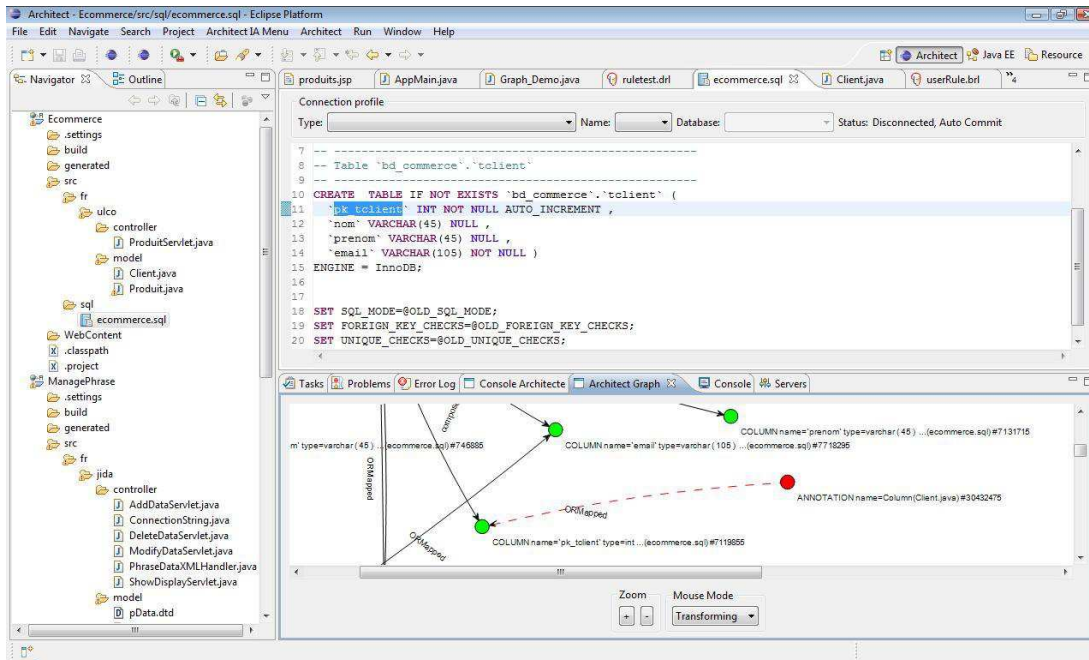 Architect - Ecommerce/src/sql/ecommerce.sql - Eclipse Platform
File Edit Navigate Search Project Architect IA Menu Architect Run Window Help
Architect Java EE Resource
Navigator Outline
produits.jsp AppMain.java Graph_Demo.java ruletest.drl ecommerce.sql Client.java userRule.brl "4
Ecommerce
.settings
build
generated
src
fr
ulco
controller
ProduitServlet.java
model
Client.java
Produit.java
sql
ecommerce.sql
WebContent
.classpath
.project
ManagePhrase
.settings
build
generated
src
fr
jida
controller
AddDataServlet.java
ConnectionString.java
DeleteDataServlet.java
ModifyDataServlet.java
PhraseDataXMLHandler.java
ShowDisplayServlet.java
model
pData.dtd
Connection profile
Type: Name: Database: Status: Disconnected, Auto Commit
7 -- -----------------------------------------------------
8 -- Table `bd_commerce`.`tclient`
9 -- -----------------------------------------------------
10 CREATE TABLE IF NOT EXISTS `bd_commerce`.`tclient` (
11 `pk_tclient` INT NOT NULL AUTO_INCREMENT ,
12 `nom` VARCHAR(45) NULL ,
13 `prenom` VARCHAR(45) NULL ,
14 `email` VARCHAR(105) NOT NULL )
15 ENGINE = InnoDB;
16
17
18 SET SQL_MODE=@OLD_SQL_MODE;
19 SET FOREIGN_KEY_CHECKS=@OLD_FOREIGN_KEY_CHECKS;
20 SET UNIQUE_CHECKS=@OLD_UNIQUE_CHECKS;
Tasks Problems Error Log Console Architecte Architect Graph Console Servers
COLUMN name='prenom' type=varchar ( 45 ) ...(ecommerce.sql)#7131715
m' type=varchar ( 45 ) ...(ecommerce.sql)#746885
COLUMN name='email' type=varchar ( 105 ) ...(ecommerce.sql)#7718295
ORMapped
ANNOTATION name=Column(Client.java) #30432475
ORMapped
COLUMN name='pk_tclient' type=int ...(ecommerce.sql)#7119855
ORMapped
Zoom Mouse Mode
+ - Transforming